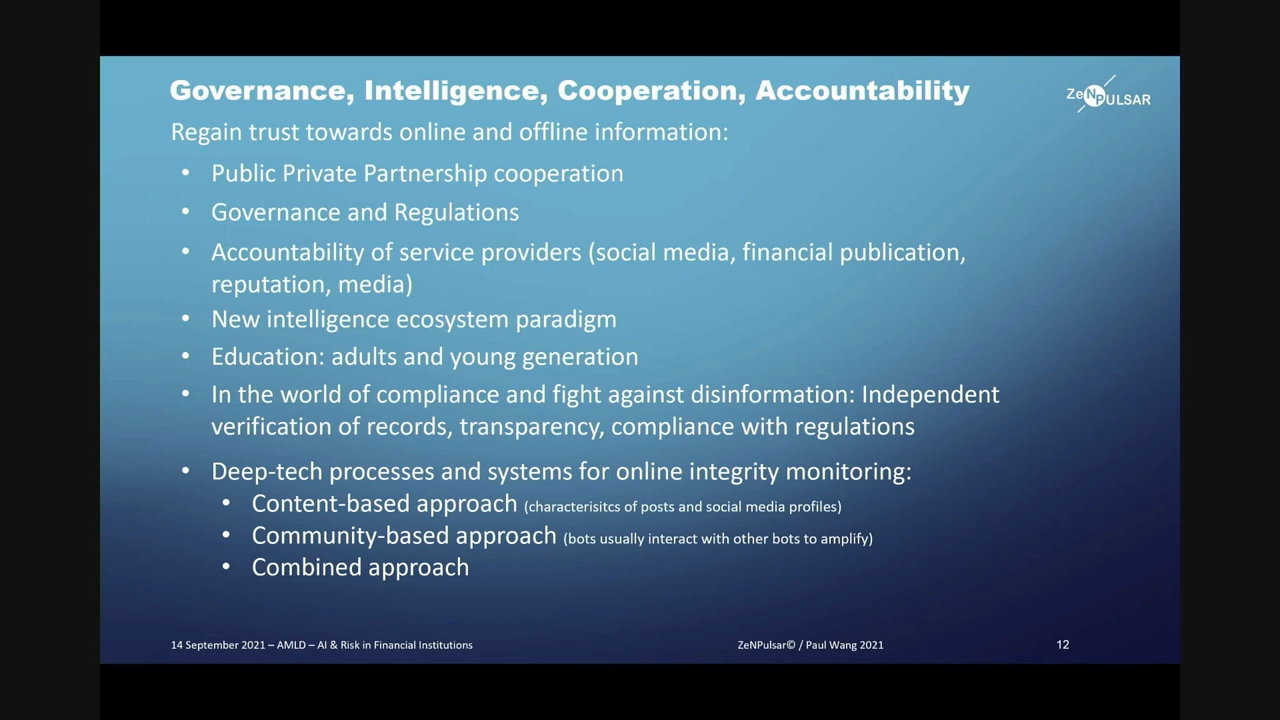 Governance, Intelligence, Cooperation, Accountability
ZeNPULSAR
Regain trust towards online and offline information:
• Public Private Partnership cooperation
• Governance and Regulations
• Accountability of service providers (social media, financial publication,
reputation, media)
• New intelligence ecosystem paradigm
• Education: adults and young generation
• In the world of compliance and fight against disinformation: Independent
verification of records, transparency, compliance with regulations
• Deep-tech processes and systems for online integrity monitoring:
• Content-based approach (characterisitcs of posts and social media profiles)
• Community-based approach (bots usually interact with other bots to amplify)
• Combined approach
14 September 2021 – AMLD – AI & Risk in Financial Institutions
ZeNPulsar© / Paul Wang 2021
12